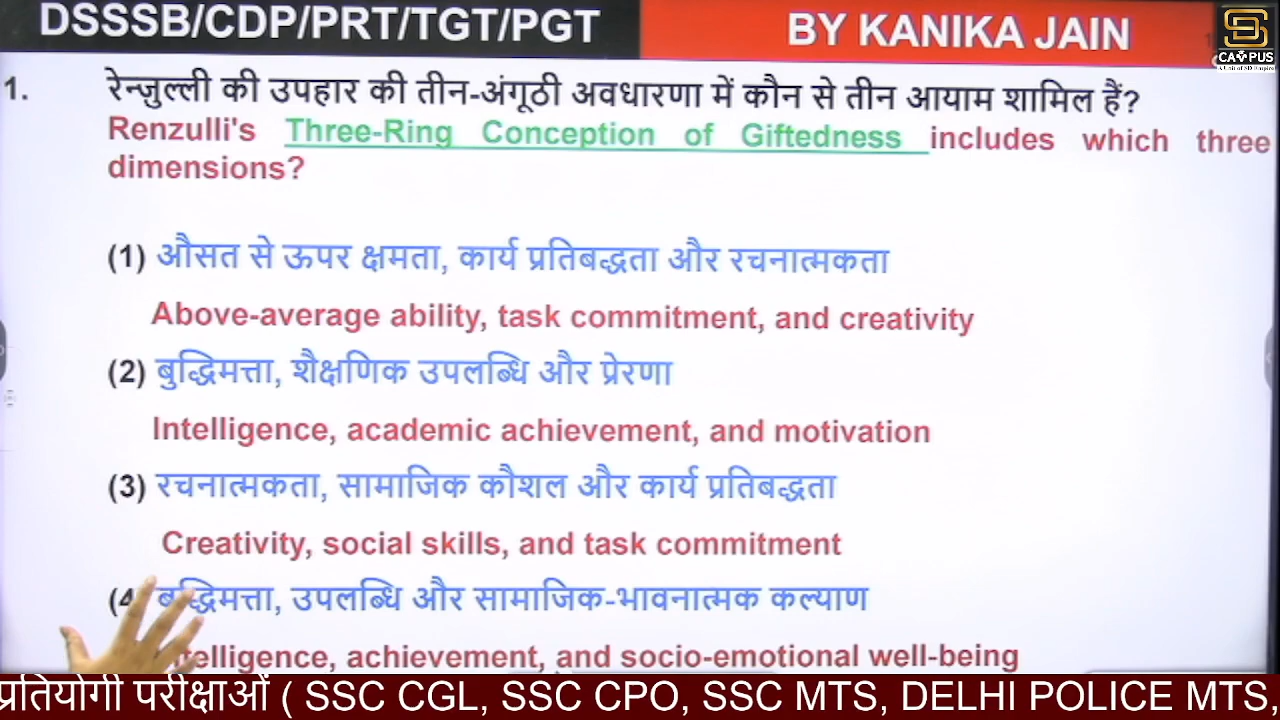 DSSSB/CDP/PRT/TGT/PGT BY KANIKA JAIN
CAMPUS
1. रेन्जुल्ली की उपहार की तीन-अंगूठी अवधारणा में कौन से तीन आयाम शामिल हैं?
Renzulli's Three-Ring Conception of Giftedness includes which three
dimensions?
(1) औसत से ऊपर क्षमता, कार्य प्रतिबद्धता और रचनात्मकता
Above-average ability, task commitment, and creativity
(2) बुद्धिमत्ता, शैक्षणिक उपलब्धि और प्रेरणा
Intelligence, academic achievement, and motivation
(3) रचनात्मकता, सामाजिक कौशल और कार्य प्रतिबद्धता
Creativity, social skills, and task commitment
(4 बुद्धिमत्ता, उपलब्धि और सामाजिक-भावनात्मक कल्याण
Intelligence, achievement, and socio-emotional well-being
प्रतियोगी परीक्षाओं ( SSC CGL, SSC CPO, SSC MTS, DELHI POLICE MTS,